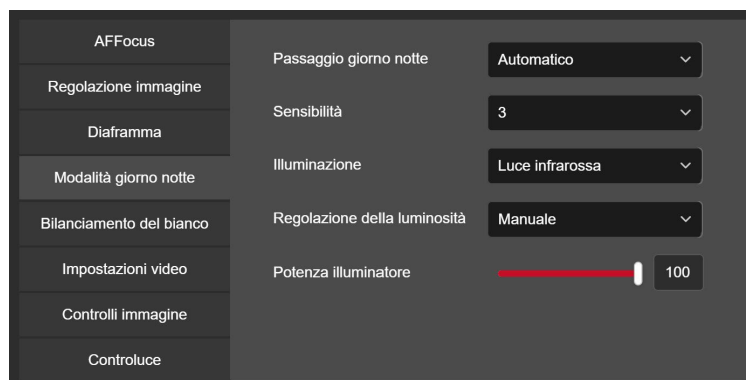 AFFocus
Regolazione immagine
Diaframma
Modalità giorno notte
Bilanciamento del bianco
Impostazioni video
Controlli immagine
Controluce
Passaggio giorno notte Automatico
Sensibilità 3
Illuminazione Luce infrarossa
Regolazione della luminosità Manuale
Potenza illuminatore 100